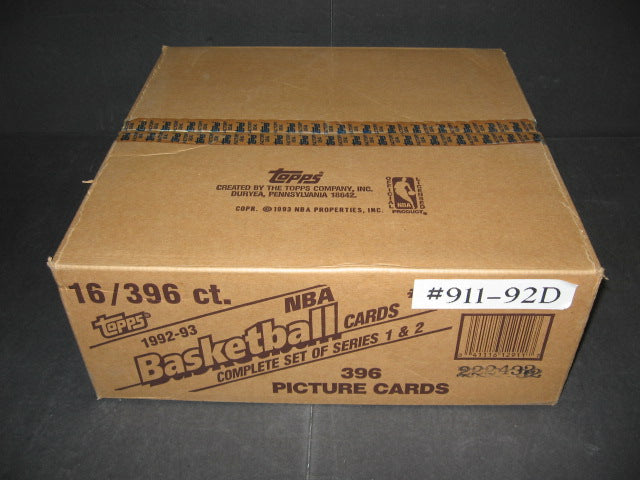 Topps
CREATED BY THE TOPPS COMPANY, INC.
DURYEA, PENNSYLVANIA 18642.
COPR. © 1993 NBA PROPERTIES, INC.
OFFICIAL LICENSED
NBA
PRODUCT
16/396 ct.
#911-92D
Topps
1992-93
NBA
Basketball CARDS
COMPLETE SET OF SERIES 1 & 2
396
PICTURE CARDS